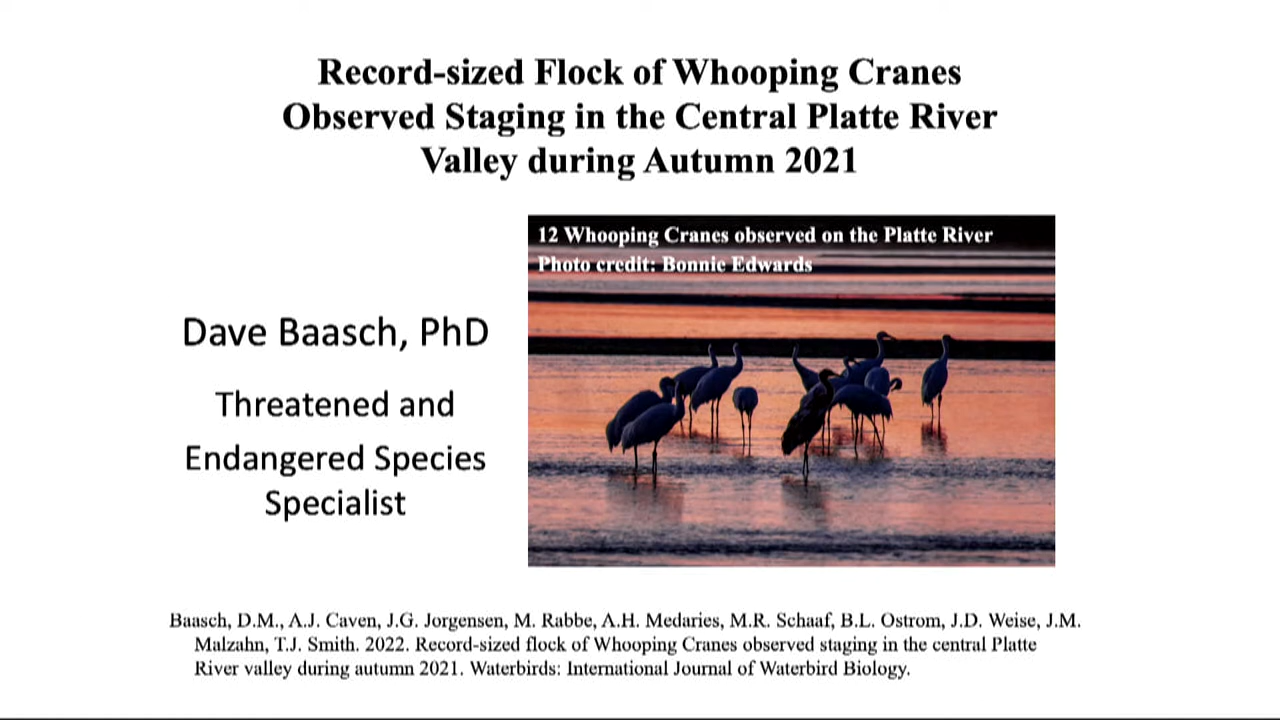 Record-sized Flock of Whooping Cranes
Observed Staging in the Central Platte River
Valley during Autumn 2021
12 Whooping Cranes observed on the Platte River
Photo credit: Bonnie Edwards
Dave Baasch, PhD
Threatened and
Endangered Species
Specialist
Baasch, D.M., A.J. Caven, J.G. Jorgensen, M. Rabbe, A.H. Medaries, M.R. Schaaf, B.L. Ostrom, J.D. Weise, J.M.
Malzahn, T.J. Smith. 2022. Record-sized flock of Whooping Cranes observed staging in the central Platte
River valley during autumn 2021. Waterbirds: International Journal of Waterbird Biology.